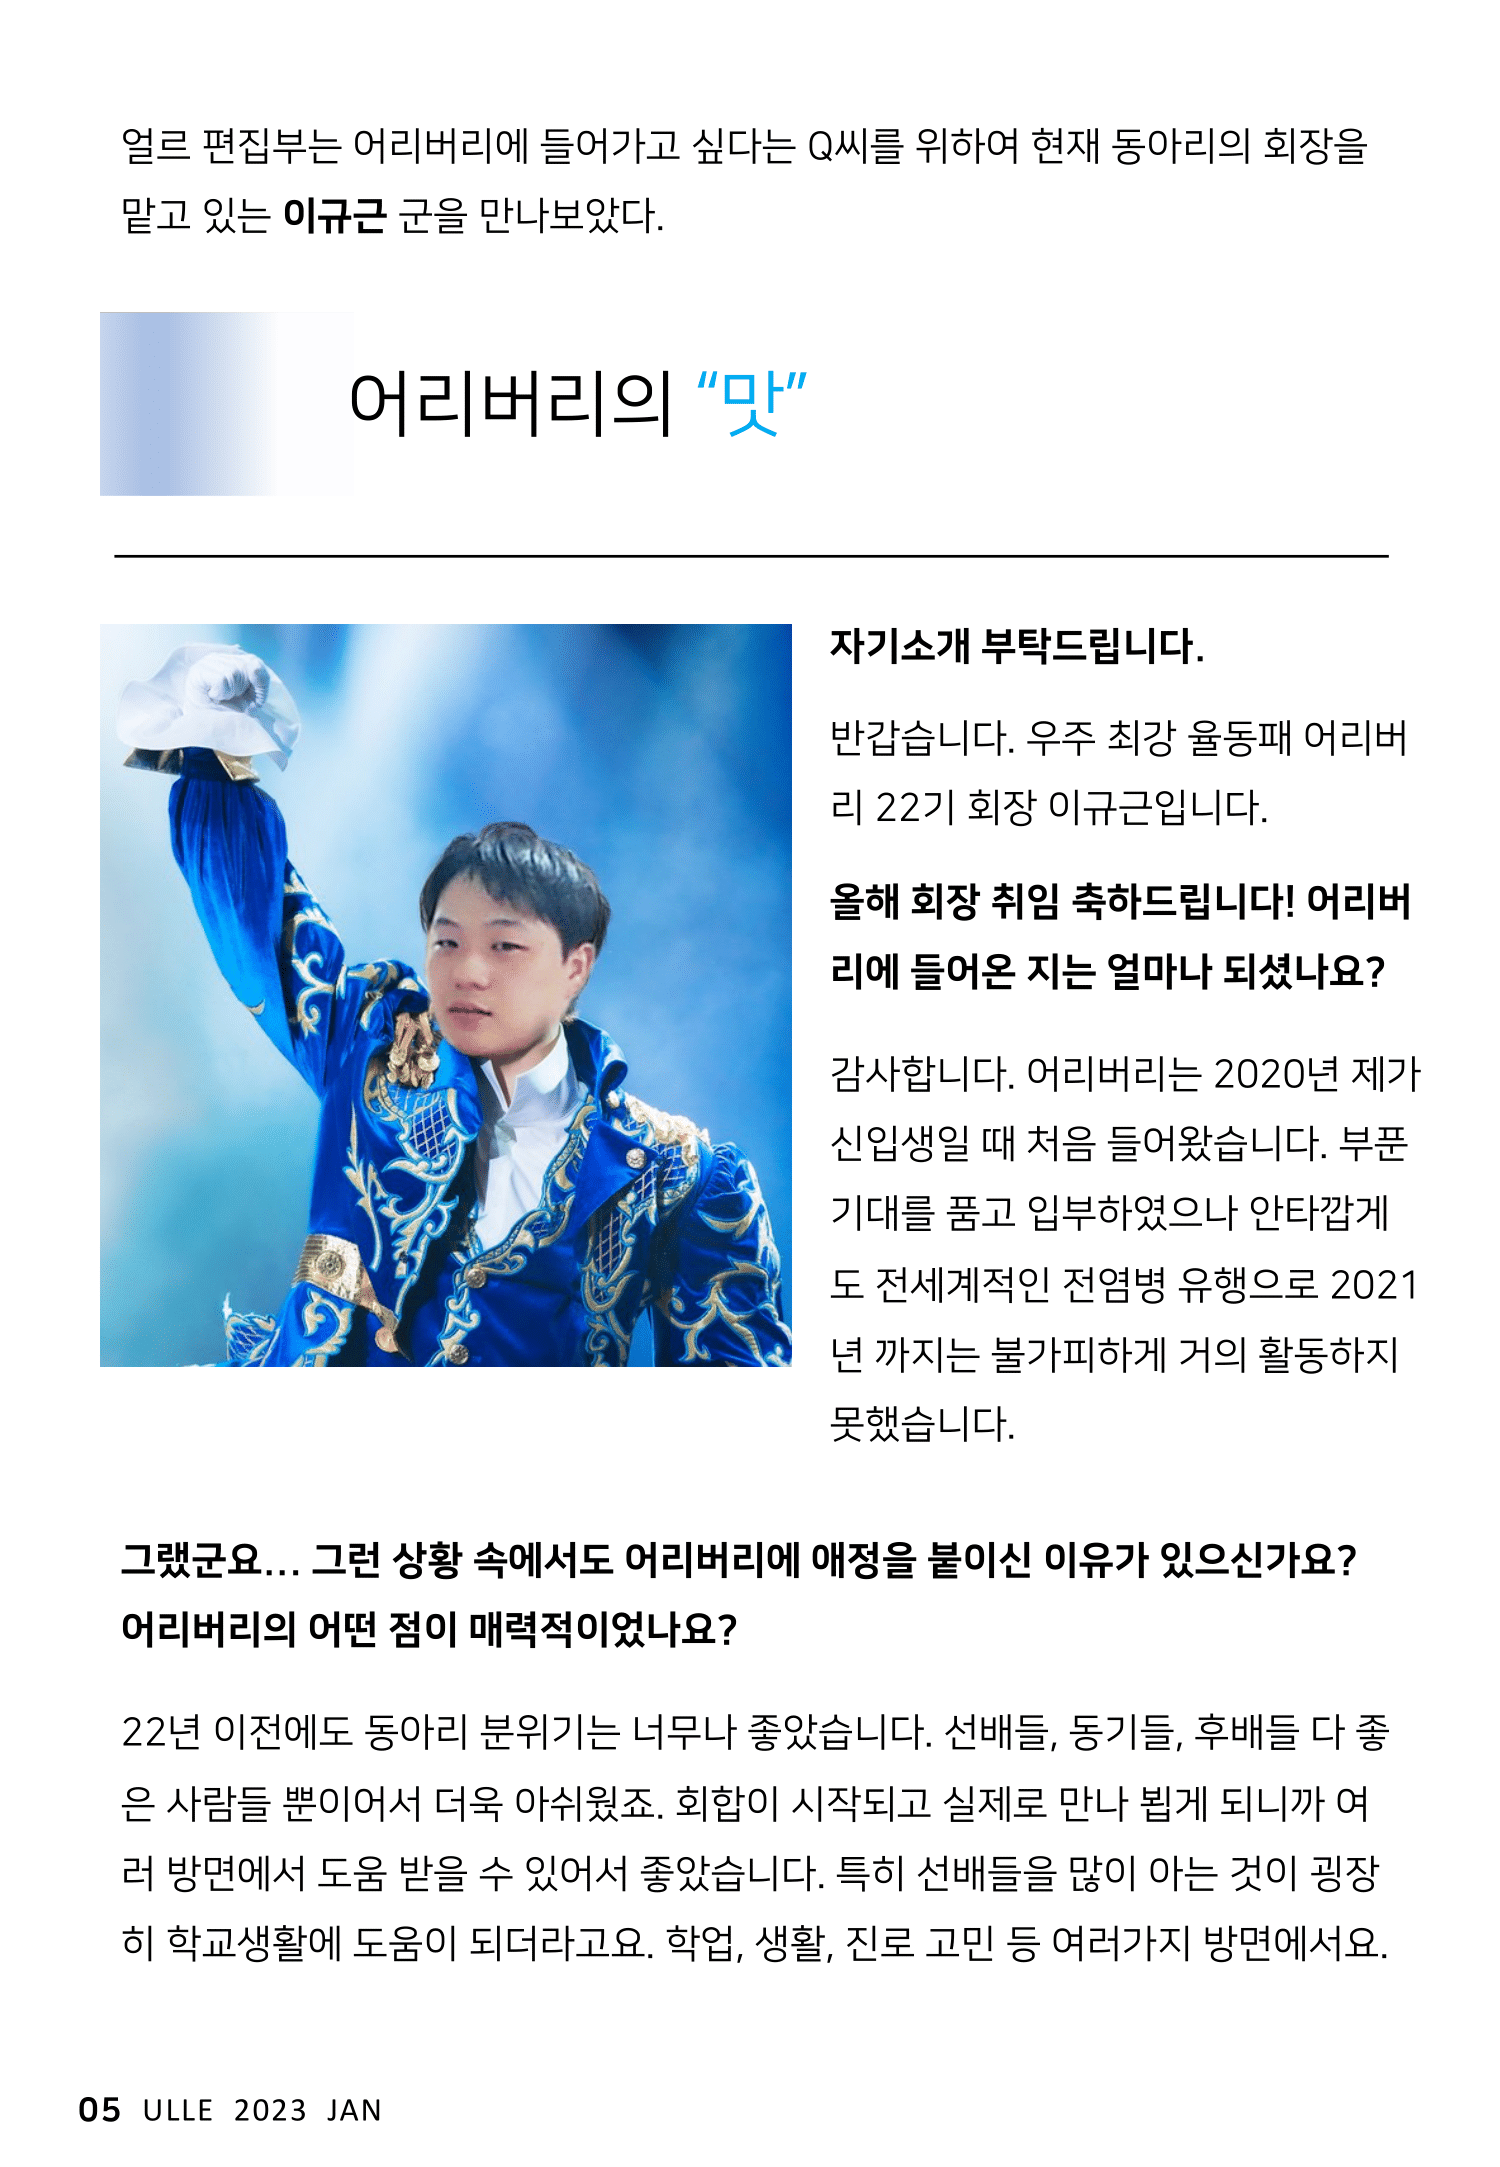 얼르 편집부는 어리버리에 들어가고 싶다는 Q씨를 위하여 현재 동아리의 회장을
맡고 있는 이규근 군을 만나보았다.
어리버리의 “맛”
자기소개 부탁드립니다.
반갑습니다. 우주 최강 율동패 어리버
리 22기 회장 이규근입니다.
올해 회장 취임 축하드립니다! 어리버
리에 들어온 지는 얼마나 되셨나요?
감사합니다. 어리버리는 2020년 제가
신입생일 때 처음 들어왔습니다. 부푼
기대를 품고 입부하였으나 안타깝게
도 전세계적인 전염병 유행으로 2021
년 까지는 불가피하게 거의 활동하지
못했습니다.
그랬군요... 그런 상황 속에서도 어리버리에 애정을 붙이신 이유가 있으신가요?
어리버리의 어떤 점이 매력적이었나요?
22년 이전에도 동아리 분위기는 너무나 좋았습니다. 선배들, 동기들, 후배들 다 좋
은 사람들 뿐이어서 더욱 아쉬웠죠. 회합이 시작되고 실제로 만나 뵙게 되니까 여
러 방면에서 도움 받을 수 있어서 좋았습니다. 특히 선배들을 많이 아는 것이 굉장
히 학교생활에 도움이 되더라고요. 학업, 생활, 진로 고민 등 여러가지 방면에서요.
05 ULLE 2023 JAN